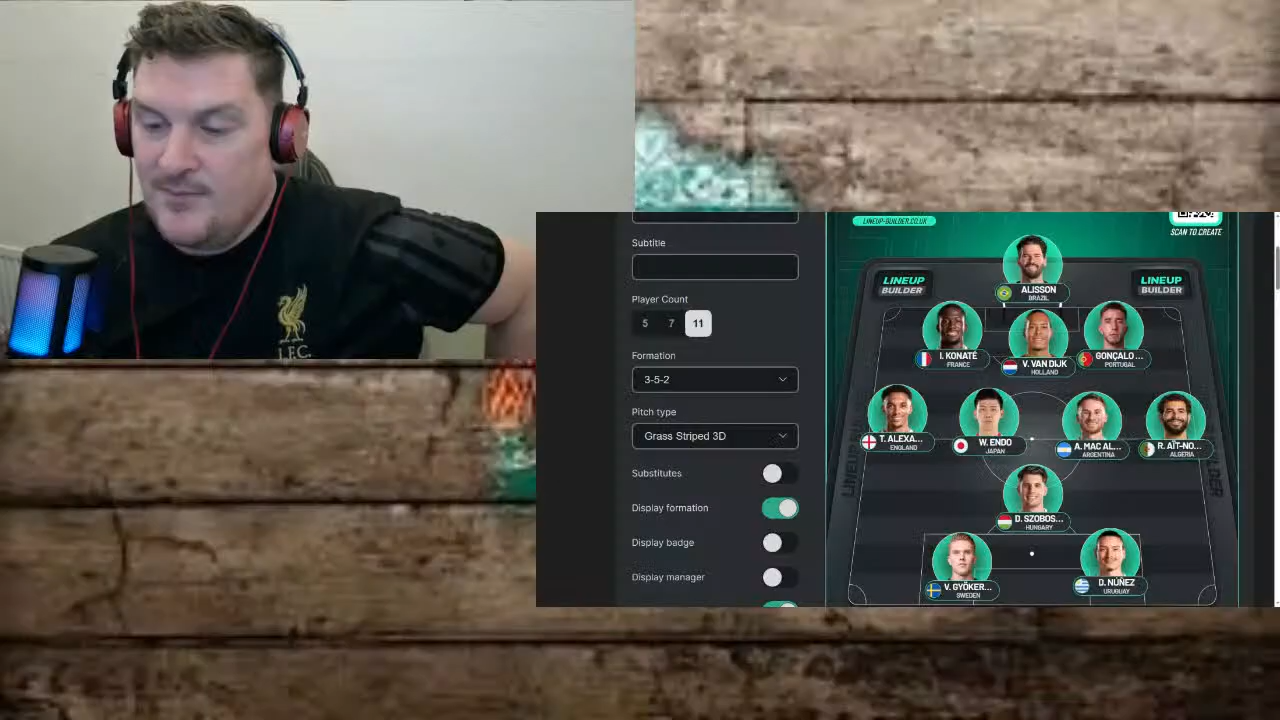 L.F.C.
Subtitle
Player Count
5 7 11
Formation
3-5-2
Pitch type
Grass Striped 3D
Substitutes
Display formation
Display badge
Display manager
LINEUP-BUILDER.CO.UK
SCAN TO CREATE
LINEUP
BUILDER
LINEUP
BUILDER
ALISSON
BRAZIL
I. KONATÉ
FRANCE
V. VAN DIJK
HOLLAND
GONÇALO ...
PORTUGAL
T. ALEXA...
ENGLAND
W. ENDO
JAPAN
A. MAC AL...
ARGENTINA
R. AÏT-NO...
ALGERIA
D. SZOBOS...
HUNGARY
V. GYÖKER...
SWEDEN
D. NÚÑEZ
URUGUAY